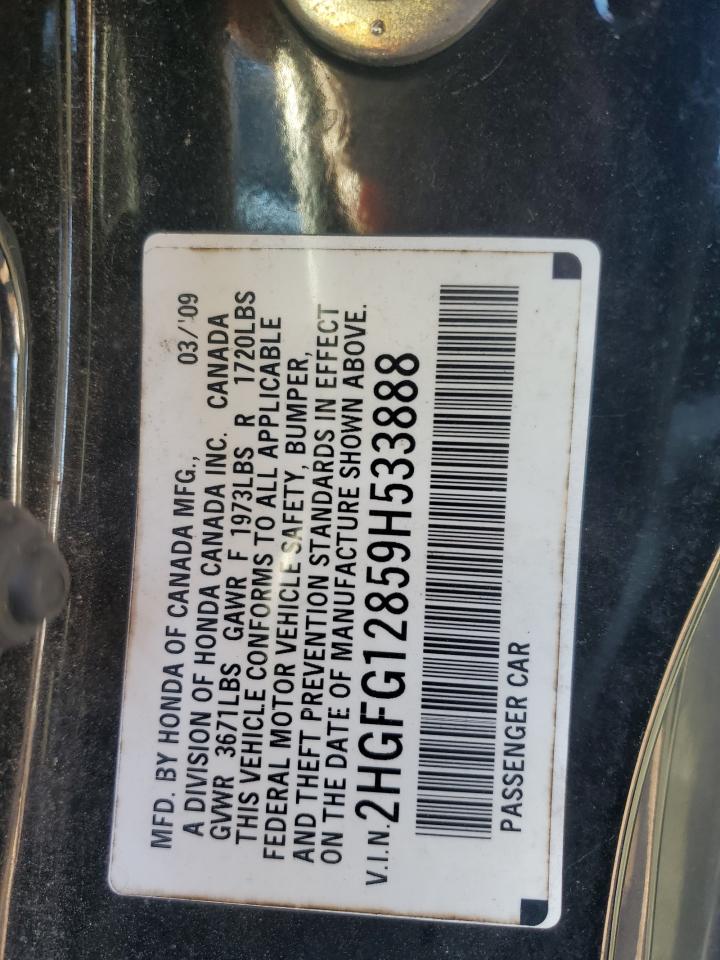 MFD. BY HONDA OF CANADA MFG., 03/'09
A DIVISION OF HONDA CANADA INC. CANADA
GVWR 3671LBS GAWR F 1973LBS R 1720LBS
THIS VEHICLE CONFORMS TO ALL APPLICABLE
FEDERAL MOTOR VEHICLE SAFETY, BUMPER,
AND THEFT PREVENTION STANDARDS IN EFFECT
ON THE DATE OF MANUFACTURE SHOWN ABOVE.
V.I.N. 2HGFG12859H533888
PASSENGER CAR